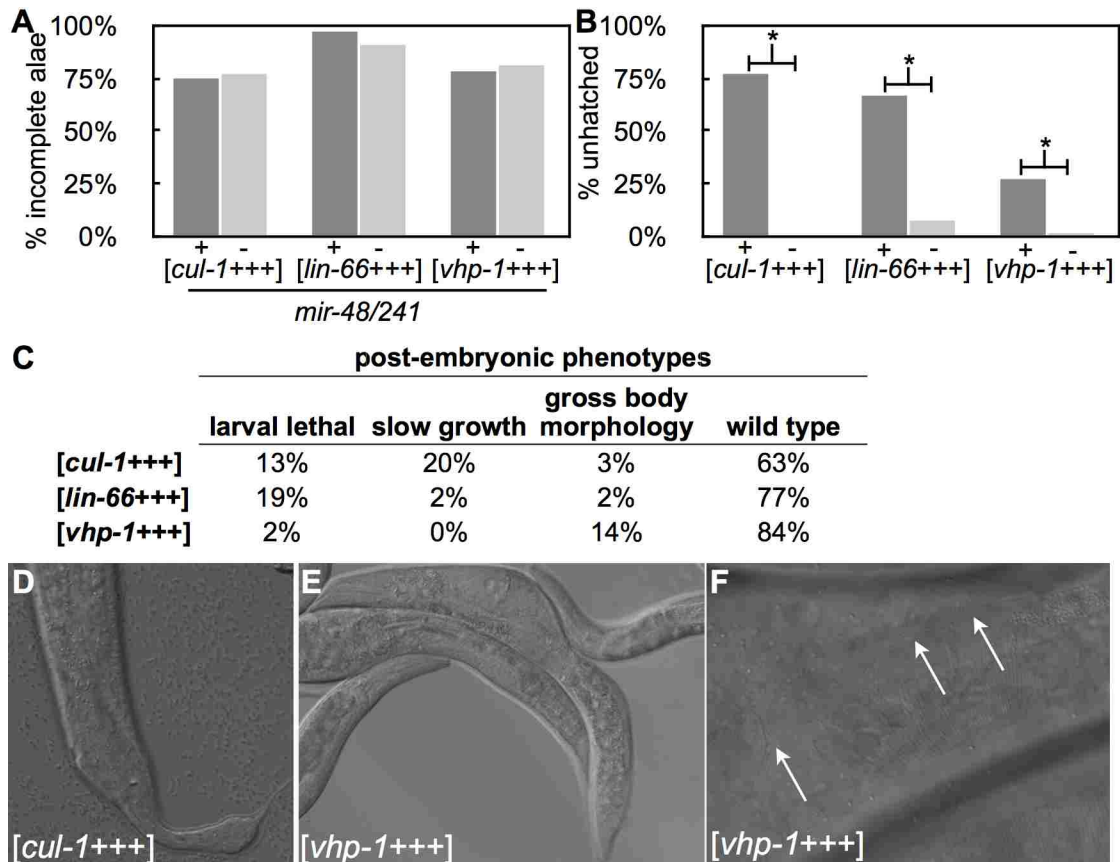 A
% incomplete alae
100%
75%
50%
25%
0%
+ - + - + -
[cul-1+++] [lin-66+++] [vhp-1+++]
mir-48/241
B
% unhatched
100%
75%
50%
25%
0%
* * *
+ - + - + -
[cul-1+++] [lin-66+++] [vhp-1+++]
C
post-embryonic phenotypes
gross body
larval lethal slow growth morphology wild type
[cul-1+++] 13% 20% 3% 63%
[lin-66+++] 19% 2% 2% 77%
[vhp-1+++] 2% 0% 14% 84%
D
[cul-1+++]
E
[vhp-1+++]
F
[vhp-1+++]